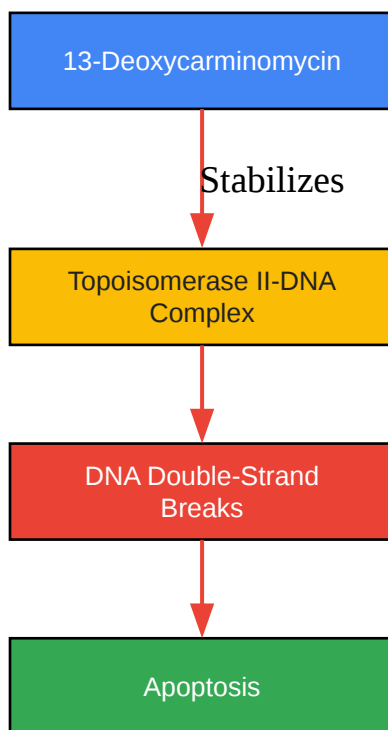 13-Deoxycarminomycin
Stabilizes
Topoisomerase II-DNA
Complex
DNA Double-Strand
Breaks
Apoptosis